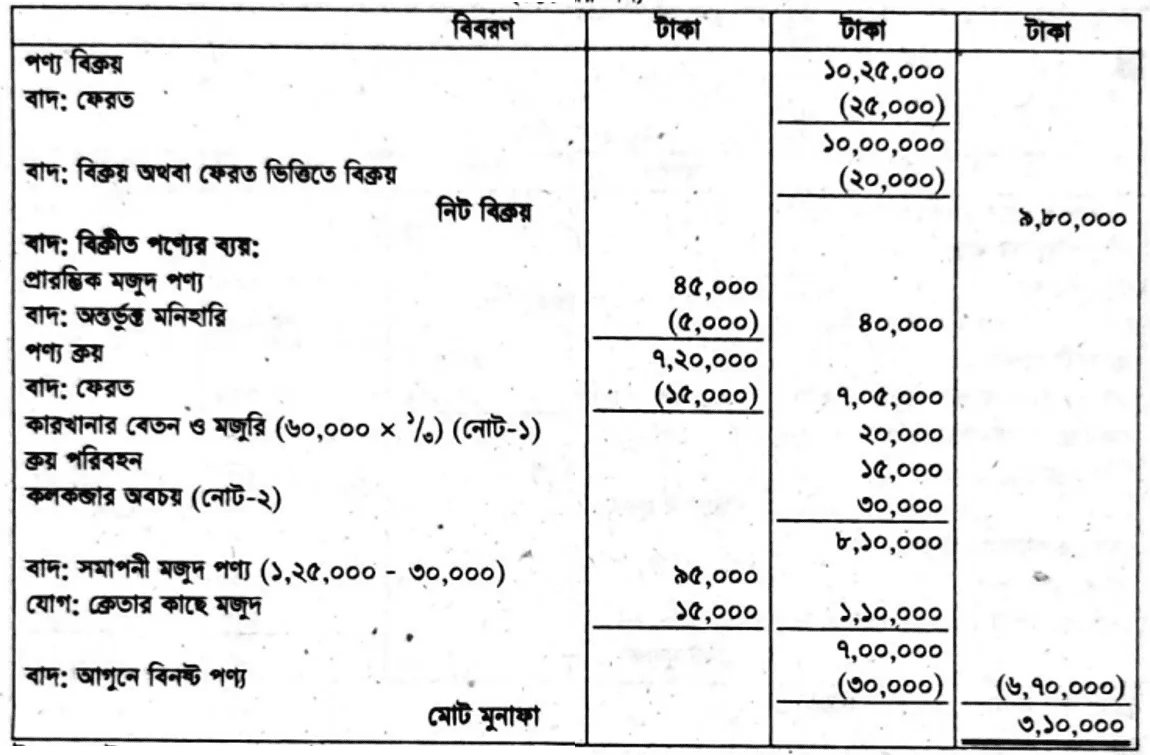 বিবরণ টাকা টাকা টাকা
পণ্য বিক্রয় ১০,২৫,০০০
বাদ: ফেরত (২৫,০০০)
১০,০০,০০০
বাদ: বিক্রয় অথবা ফেরত ভিত্তিতে বিক্রয় (২০,০০০)
নিট বিক্রয় ৯,৮০,০০০
বাদ: বিক্রীত পণ্যের ব্যয়:
প্রারম্ভিক মজুদ পণ্য ৪৫,০০০
বাদ: অন্তর্ভুক্ত মনিহারি (৫,০০০) ৪০,০০০
পণ্য ক্রয় ৭,২০,০০০
বাদ: ফেরত (১৫,০০০) ৭,০৫,০০০
কারখানার বেতন ও মজুরি (৬০,০০০ × ১/৩) (নোট-১) ২০,০০০
ক্রয় পরিবহন ১৫,০০০
কলকব্জার অবচয় (নোট-২) ৩০,০০০
৮,১০,০০০
বাদ: সমাপনী মজুদ পণ্য (১,২৫,০০০ - ৩০,০০০) ৯৫,০০০
যোগ: ক্রেতার কাছে মজুদ ১৫,০০০ ১,১০,০০০
৭,০০,০০০
বাদ: আগুনে বিনষ্ট পণ্য (৩০,০০০) (৬,৭০,০০০)
মোট মুনাফা ৩,১০,০০০